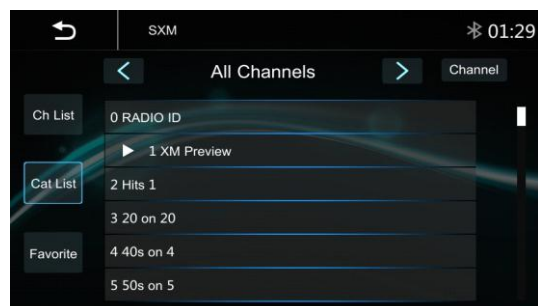 SXM 01:29
All Channels Channel
Ch List
0 RADIO ID
1 XM Preview
Cat List
2 Hits 1
3 20 on 20
Favorite
4 40s on 4
5 50s on 5